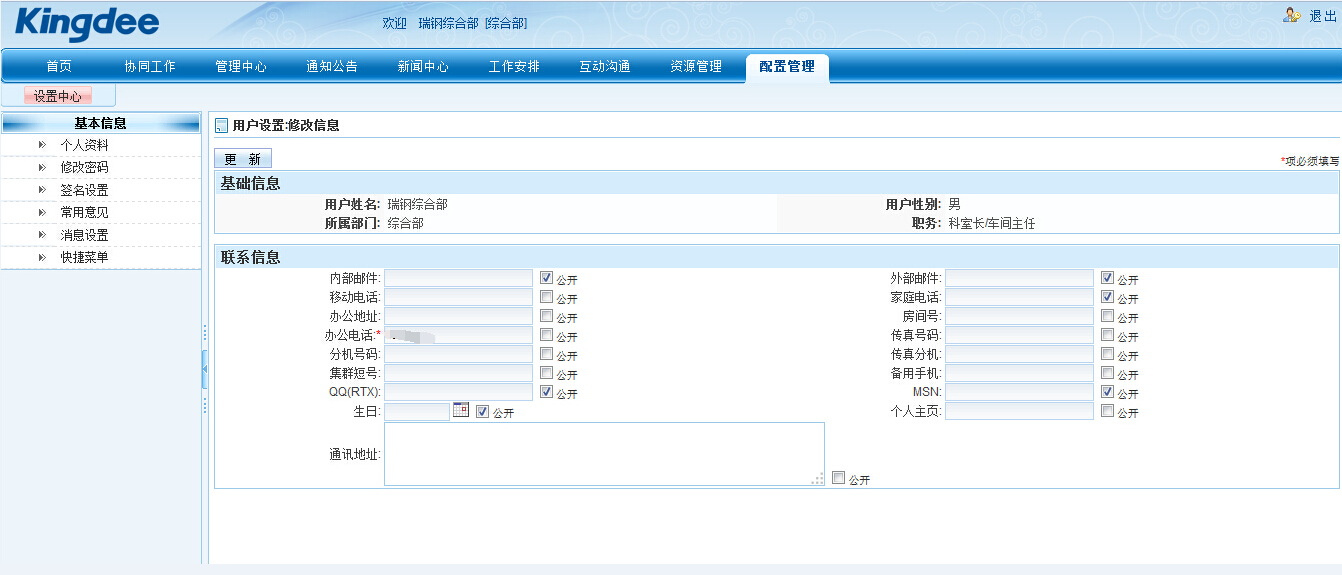 Kingdee
欢迎 瑞钢综合部 [综合部]
退出
首页 协同工作 管理中心 通知公告 新闻中心 工作安排 互动沟通 资源管理 配置管理
设置中心
基本信息
个人资料
修改密码
签名设置
常用意见
消息设置
快捷菜单
用户设置:修改信息
更 新
*项必须填写
基础信息
用户姓名: 瑞钢综合部 用户性别: 男
所属部门: 综合部 职务: 科室长/车间主任
联系信息
内部邮件: 公开 外部邮件: 公开
移动电话: 公开 家庭电话: 公开
办公地址: 公开 房间号: 公开
办公电话:* 公开 传真号码: 公开
分机号码: 公开 传真分机: 公开
集群短号: 公开 备用手机: 公开
QQ(RTX): 公开 MSN: 公开
生日: 公开 个人主页: 公开
通讯地址: 公开